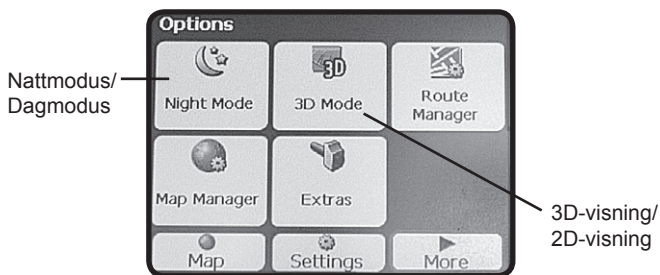 Options
Nattmodus/
Dagmodus
Night Mode
3D
3D Mode
Route
Manager
Map Manager
Extras
3D-visning/
2D-visning
Map
Settings
More